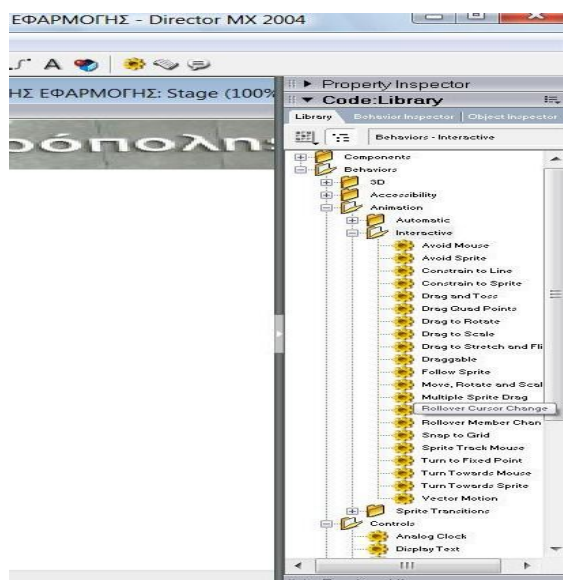 ΕΦΑΡΜΟΓΗΣ - Director MX 2004
ΗΣ ΕΦΑΡΜΟΓΗΣ: Stage (100%
όπολης
Property Inspector
Code:Library
Library Behavior Inspector Object Inspector
Behaviors - Interactive
Components
Behaviors
3D
Accessibility
Animation
Automatic
Interactive
Avoid Mouse
Avoid Sprite
Constrain to Line
Constrain to Sprite
Drag and Toss
Drag Quad Points
Drag to Rotate
Drag to Scale
Drag to Stretch and Fli
Draggable
Follow Sprite
Move, Rotate and Scal
Multiple Sprite Drag
Rollover Cursor Change
Rollover Member Chan
Snap to Grid
Sprite Track Mouse
Turn to Fixed Point
Turn Towards Mouse
Turn Towards Sprite
Vector Motion
Sprite Transitions
Controls
Analog Clock
Display Text